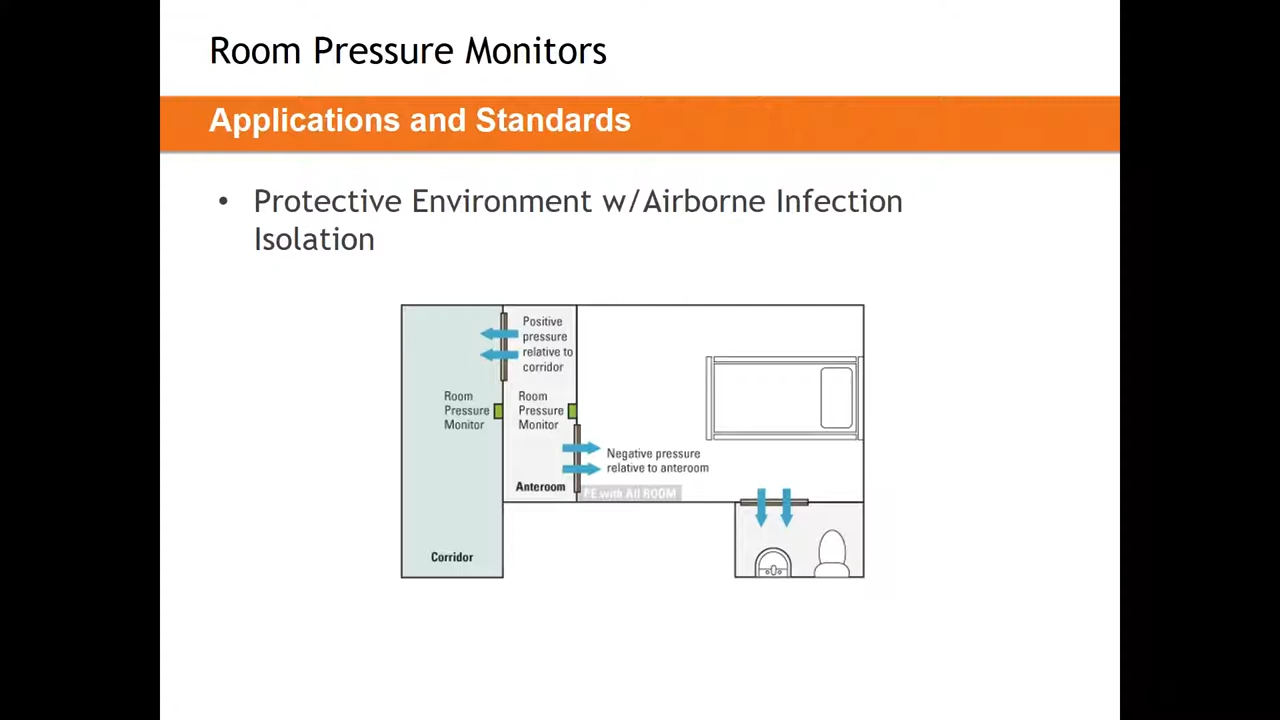 Room Pressure Monitors
Applications and Standards
• Protective Environment w/Airborne Infection
Isolation
Positive
pressure
relative to
corridor
Room
Pressure
Monitor
Room
Pressure
Monitor
Negative pressure
relative to anteroom
Anteroom
PE with AII ROOM
Corridor